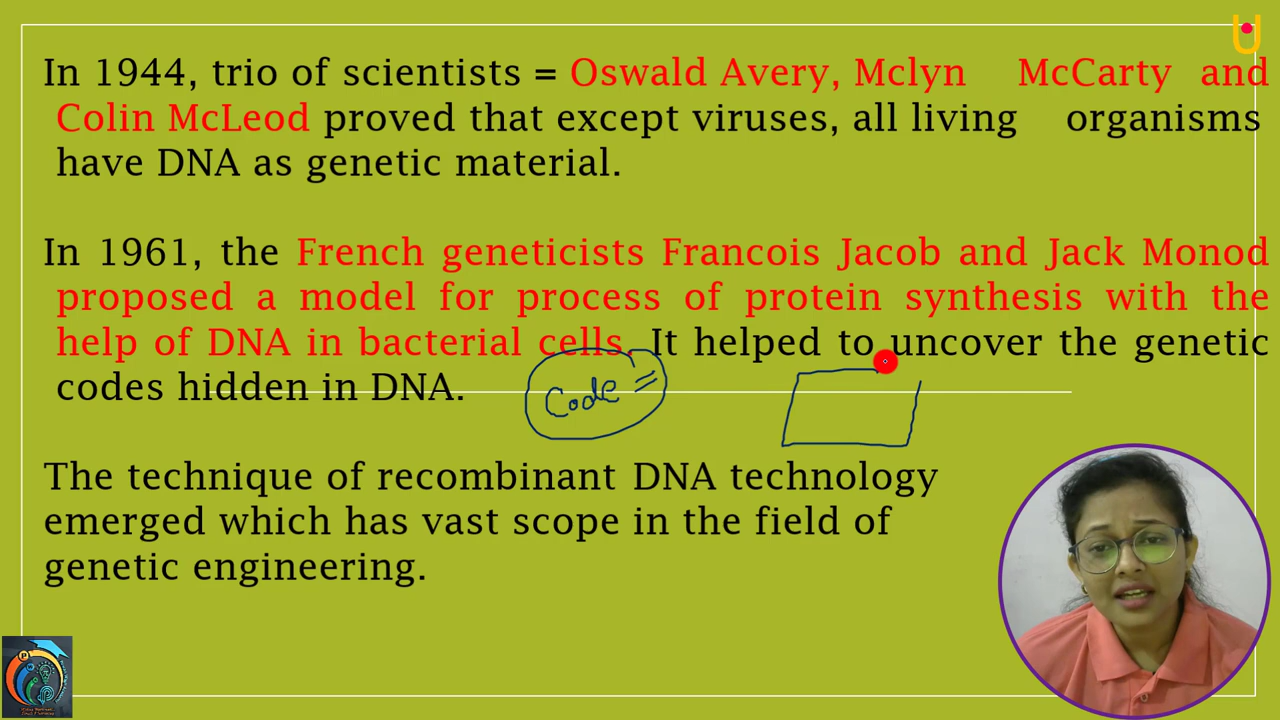 In 1944, trio of scientists = Oswald Avery, Mclyn McCarty and
Colin McLeod proved that except viruses, all living organisms
have DNA as genetic material.
In 1961, the French geneticists Francois Jacob and Jack Monod
proposed a model for process of protein synthesis with the
help of DNA in bacterial cells. It helped to uncover the genetic
codes hidden in DNA.
Code =
The technique of recombinant DNA technology
emerged which has vast scope in the field of
genetic engineering.